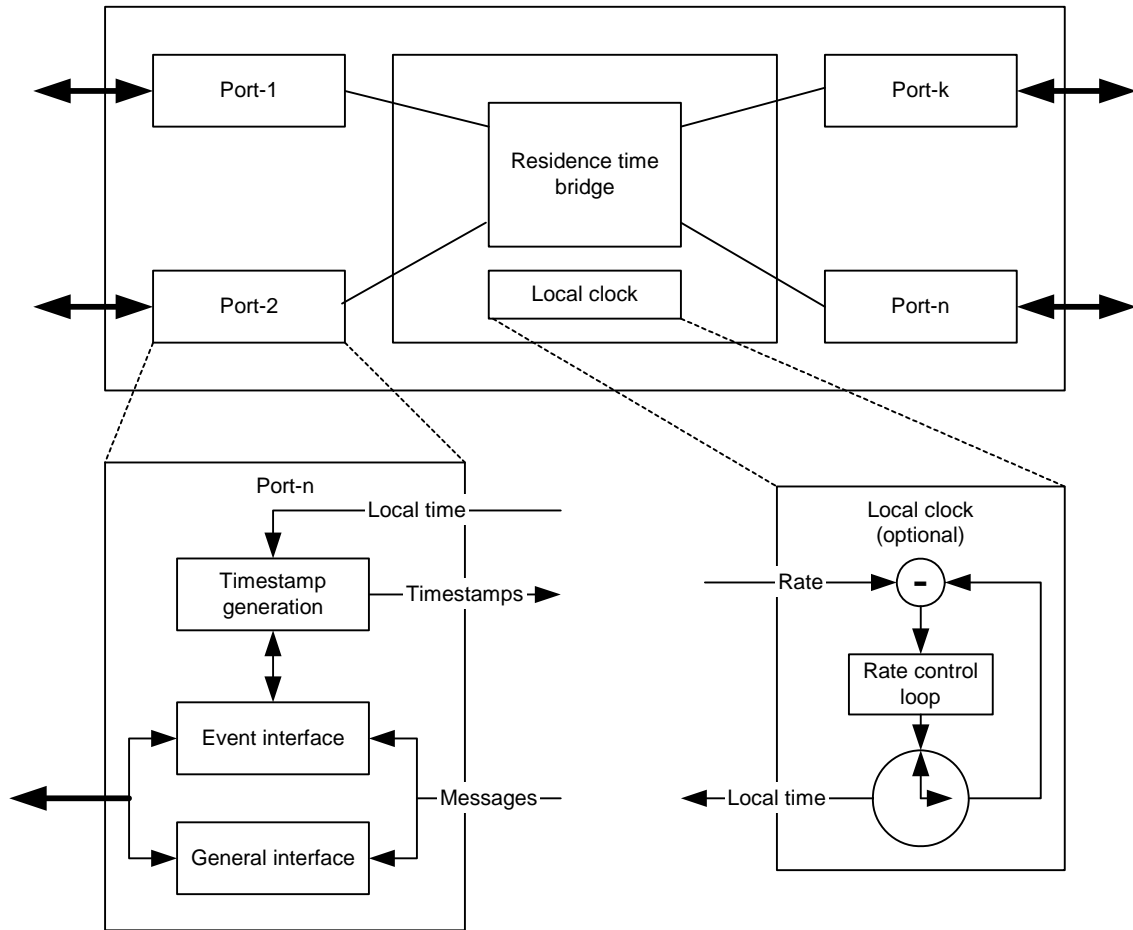 Port-1
Port-k
Residence time
bridge
Port-2
Local clock
Port-n
Port-n
Local time
Timestamp
generation
Timestamps
Event interface
Messages
General interface
Local clock
(optional)
Rate
-
Rate control
loop
Local time